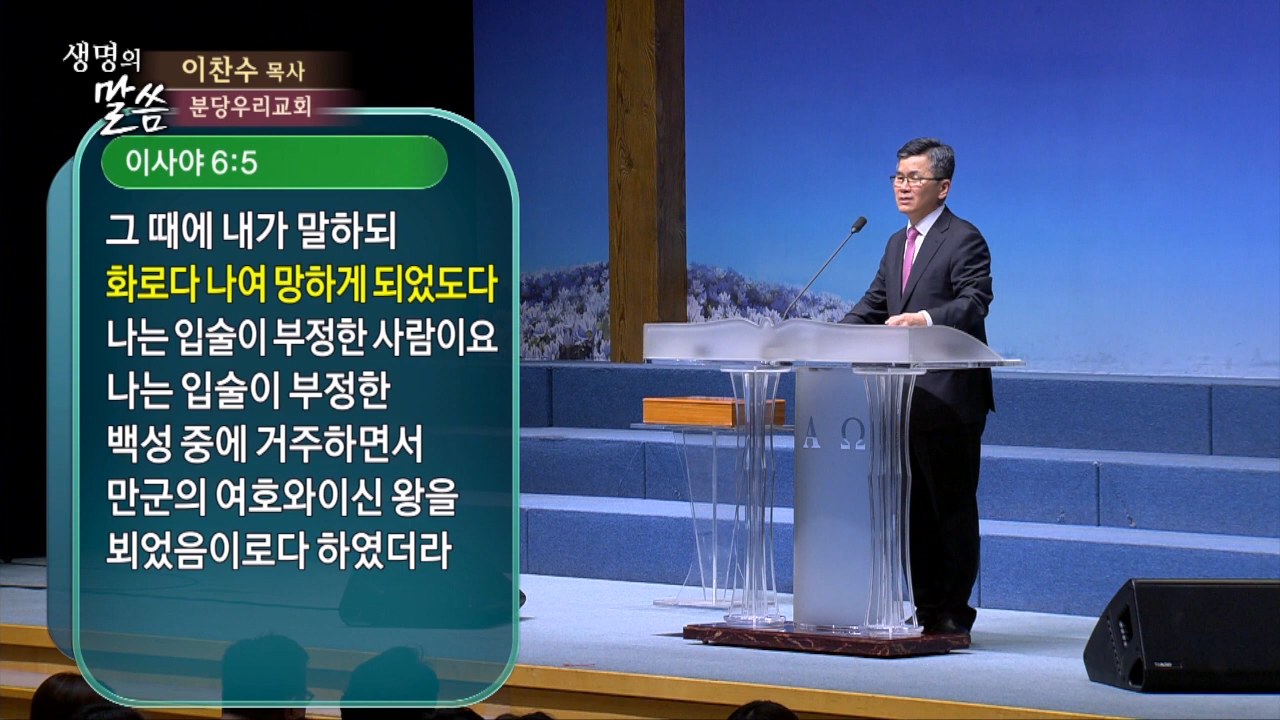 생명의
말씀
이찬수 목사
분당우리교회
이사야 6:5
그 때에 내가 말하되
화로다 나여 망하게 되었도다
나는 입술이 부정한 사람이요
나는 입술이 부정한
백성 중에 거주하면서
만군의 여호와이신 왕을
뵈었음이로다 하였더라
Α Ω